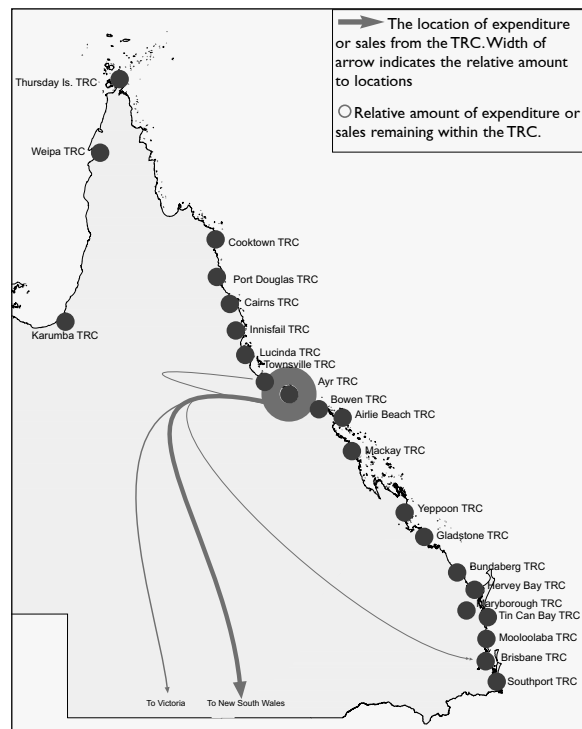 The location of expenditure
or sales from the TRC. Width of
arrow indicates the relative amount
to locations
Relative amount of expenditure or
sales remaining within the TRC.
Thursday Is. TRC
Weipa TRC
Cooktown TRC
Port Douglas TRC
Cairns TRC
Karumba TRC
Innisfail TRC
Lucinda TRC
Townsville TRC
Ayr TRC
Bowen TRC
Airlie Beach TRC
Mackay TRC
Yeppoon TRC
Gladstone TRC
Bundaberg TRC
Hervey Bay TRC
Maryborough TRC
Tin Can Bay TRC
Mooloolaba TRC
Brisbane TRC
Southport TRC
To Victoria
To New South Wales